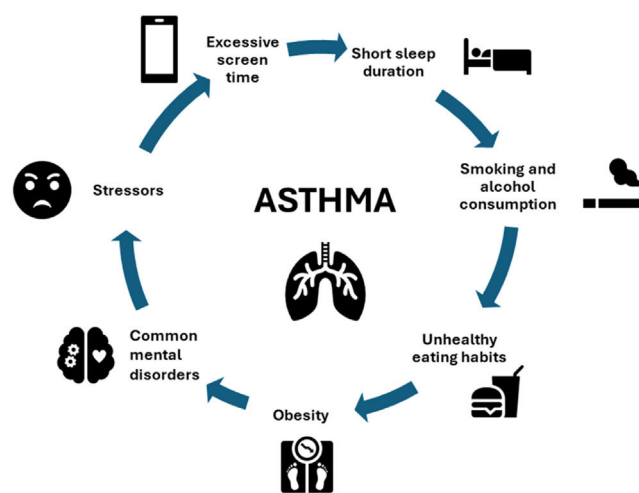 Excessive
screen
time
Short sleep
duration
Smoking and
alcohol
consumption
Unhealthy
eating habits
Obesity
Common
mental
disorders
Stressors
ASTHMA